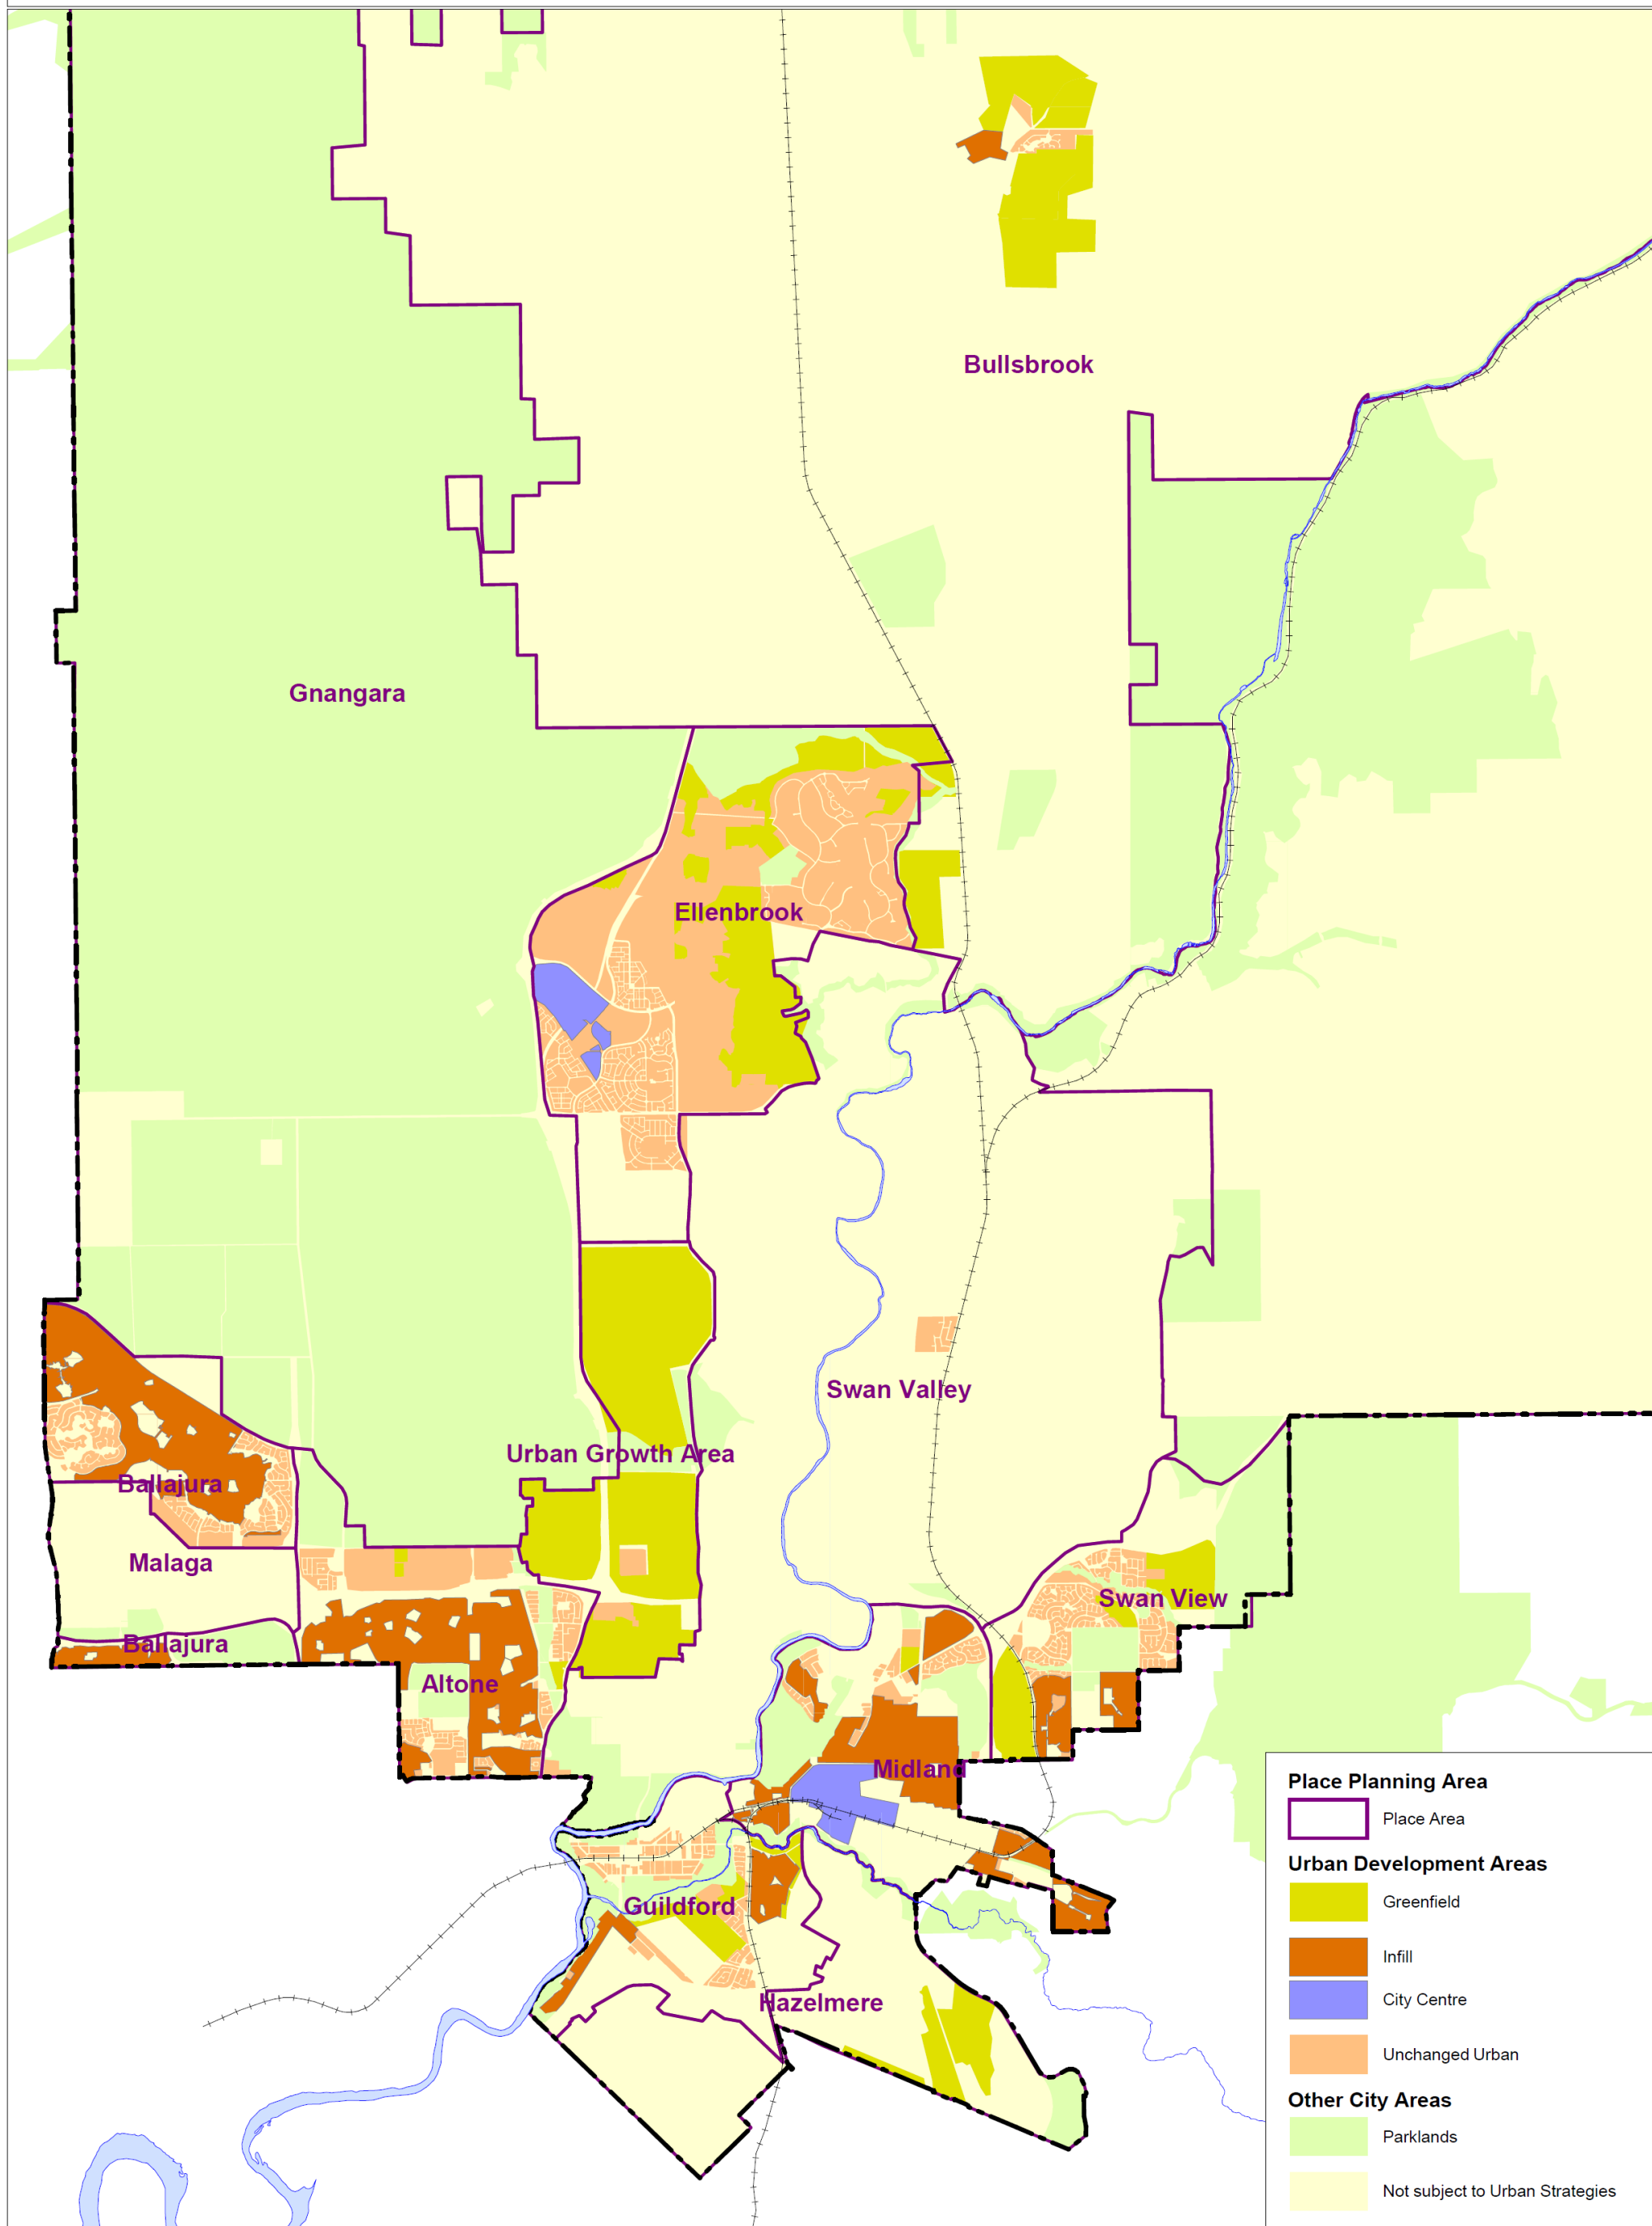 Bullsbrook
Gnangara
Ellenbrook
Swan Valley
Urban Growth Area
Ballajura
Malaga
Swan View
Ballajura
Altone
Midland
Guildford
Hazelmere
Place Planning Area
Place Area
Urban Development Areas
Greenfield
Infill
City Centre
Unchanged Urban
Other City Areas
Parklands
Not subject to Urban Strategies